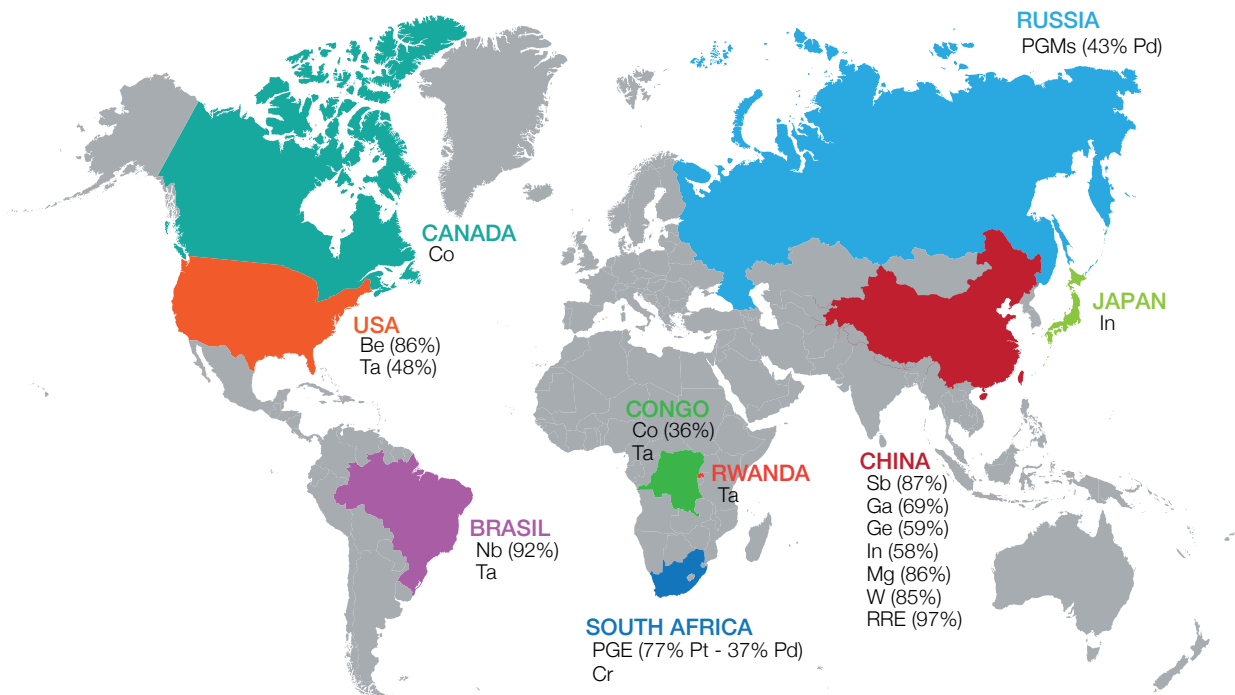 RUSSIA
PGMs (43% Pd)
CANADA
Co
USA
Be (86%)
Ta (48%)
JAPAN
In
CONGO
Co (36%)
Ta
RWANDA
Ta
CHINA
Sb (87%)
Ga (69%)
Ge (59%)
In (58%)
Mg (86%)
W (85%)
RRE (97%)
BRASIL
Nb (92%)
Ta
SOUTH AFRICA
PGE (77% Pt - 37% Pd)
Cr